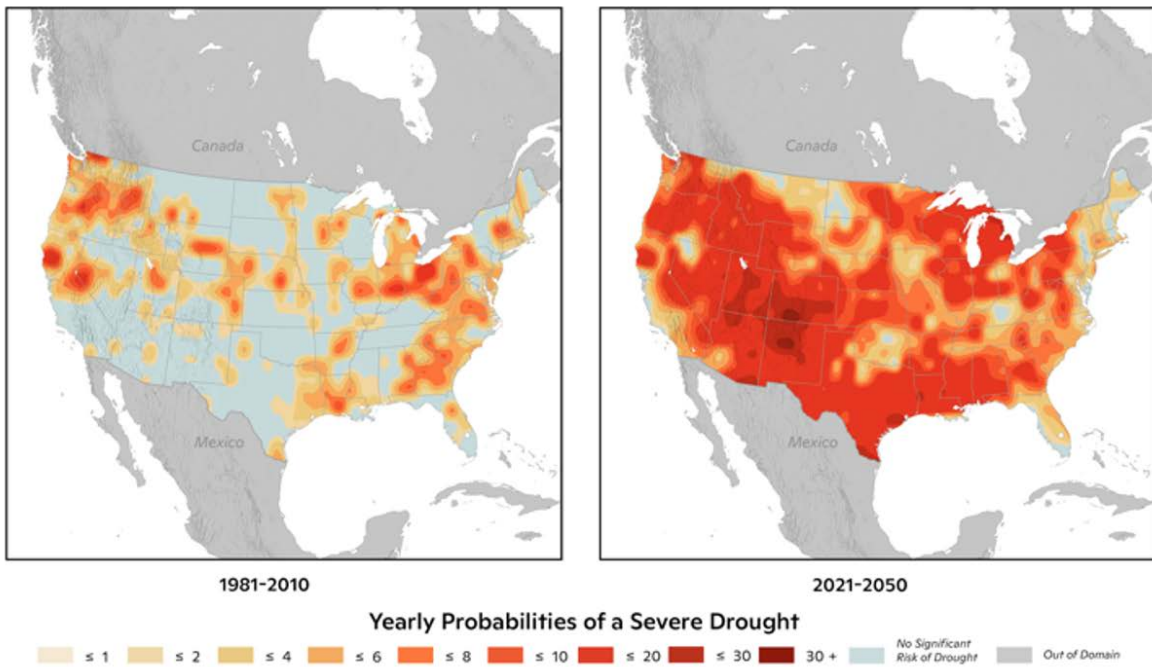 Canada
Mexico
Canada
Mexico
1981-2010
2021-2050
Yearly Probabilities of a Severe Drought
≤ 1
≤ 2
≤ 4
≤ 6
≤ 8
≤ 10
≤ 20
≤ 30
30 +
No Significant
Risk of Drought
Out of Domain